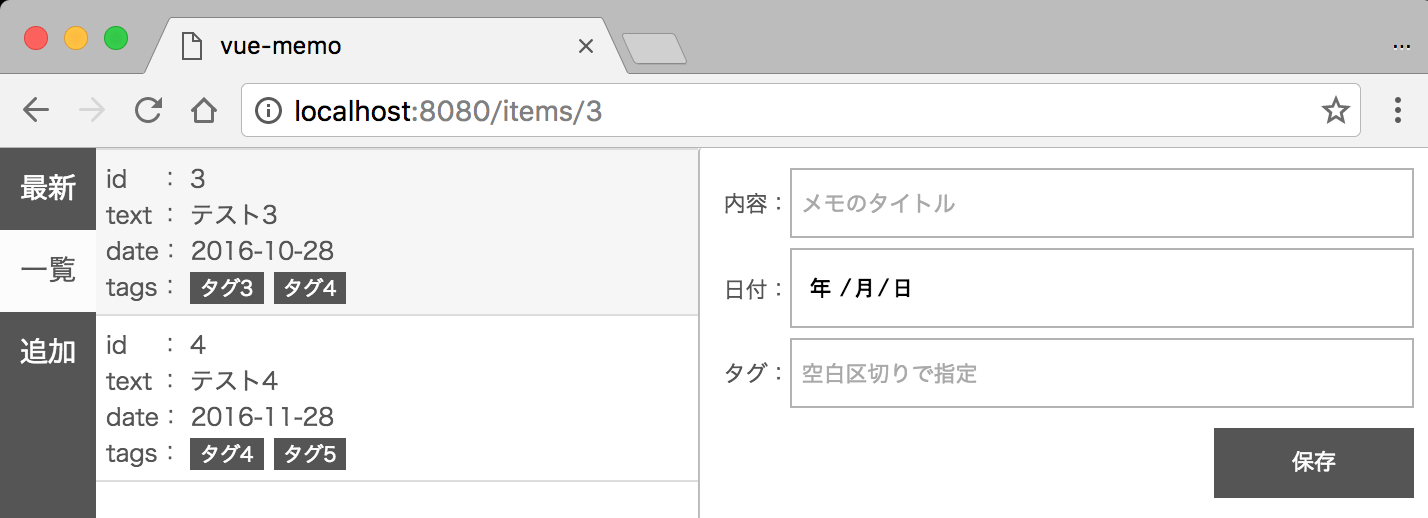 vue-memo
...
localhost:8080/items/3
最新
一覧
追加
id : 3
text : テスト3
date : 2016-10-28
tags : タグ3 タグ4
id : 4
text : テスト4
date : 2016-11-28
tags : タグ4 タグ5
内容 : メモのタイトル
日付 : 年 /月/日
タグ : 空白区切りで指定
保存